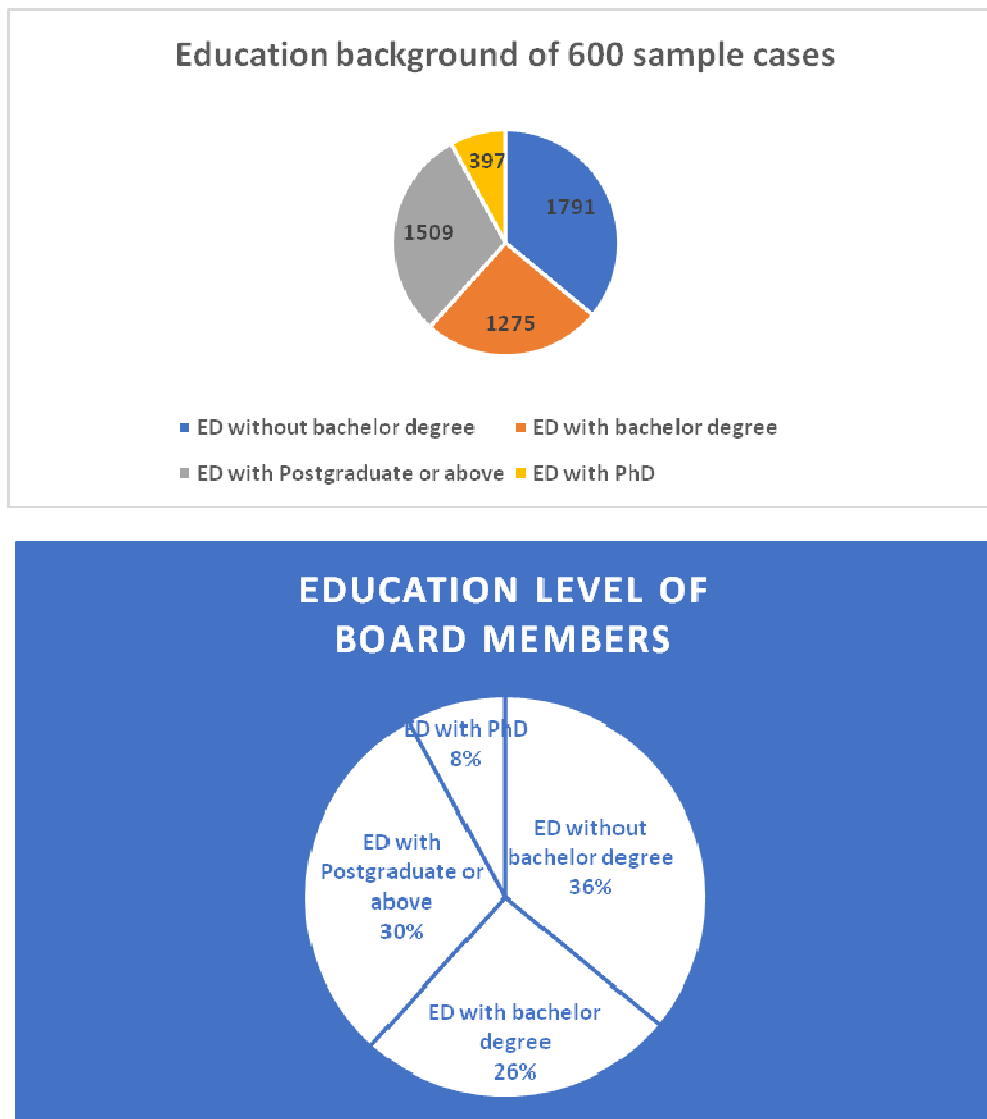 Education background of 600 sample cases
397
1791
1509
1275
ED without bachelor degree
ED with bachelor degree
ED with Postgraduate or above
ED with PhD
EDUCATION LEVEL OF
BOARD MEMBERS
ED with PhD
8%
ED without
bachelor degree
36%
ED with
Postgraduate or
above
30%
ED with bachelor
degree
26%